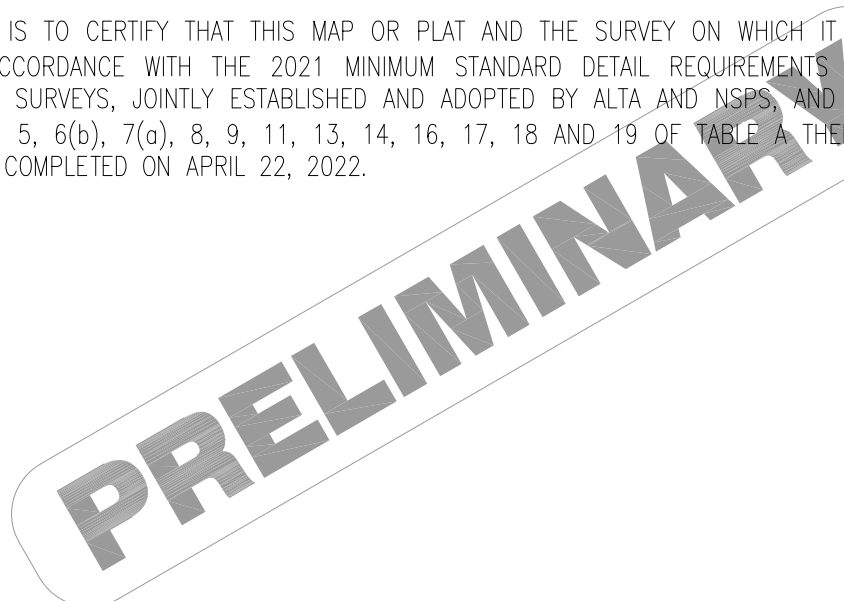 IS TO CERTIFY THAT THIS MAP OR PLAT AND THE SURVEY ON WHICH IT
CCORDANCE WITH THE 2021 MINIMUM STANDARD DETAIL REQUIREMENTS
SURVEYS, JOINTLY ESTABLISHED AND ADOPTED BY ALTA AND NSPS, AND
5, 6(b), 7(a), 8, 9, 11, 13, 14, 16, 17, 18 AND 19 OF TABLE A THE
COMPLETED ON APRIL 22, 2022.
PRELIMINARY